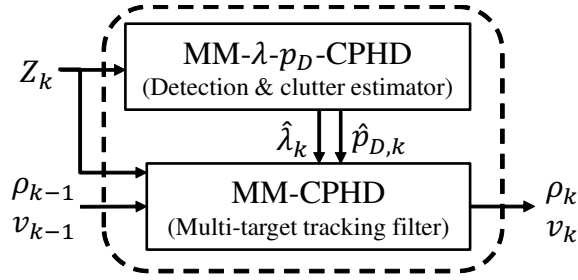 MM-λ-p_D-CPHD
(Detection & clutter estimator)
Z_k
λ̂_k p̂_{D,k}
MM-CPHD
(Multi-target tracking filter)
ρ_{k−1}
v_{k−1}
ρ_k
v_k